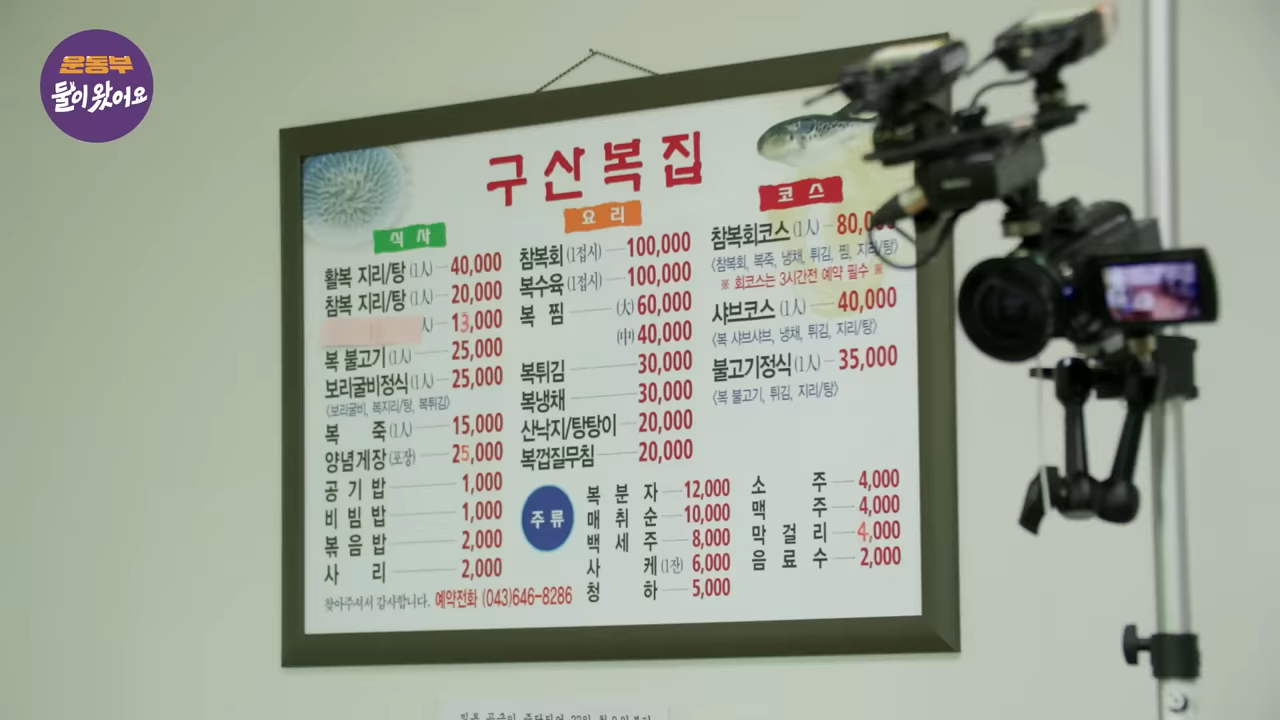 운동부
둘이 왔어요
구산복집
식 사
활복 지리/탕 (1人) 40,000
참복 지리/탕 (1人) 20,000
人) 13,000
복 불고기 (1人) 25,000
보리굴비정식 (1人) 25,000
〈보리굴비, 복지리/탕, 복튀김〉
복 죽 (1人) 15,000
양념게장 (포장) 25,000
공 기 밥 1,000
비 빔 밥 1,000
볶 음 밥 2,000
사 리 2,000
요 리
참복회 (1접시) 100,000
복수육 (1접시) 100,000
복 찜 (大) 60,000
(中) 40,000
복튀김 30,000
복냉채 30,000
산낙지/탕탕이 20,000
복껍질무침 20,000
코 스
참복회코스 (1人) 80,0
〈참복회, 복죽, 냉채, 튀김, 찜, 지리/탕〉
※ 회코스는 3시간전 예약 필수 ※
샤브코스 (1人) 40,000
〈복 샤브샤브, 냉채, 튀김, 지리/탕〉
불고기정식 (1人) 35,000
〈복 불고기, 튀김, 지리/탕〉
주 류
복 분 자 12,000
매 취 순 10,000
백 세 주 8,000
사 케 (1잔) 6,000
청 하 5,000
소 주 4,000
맥 주 4,000
막 걸 리 4,000
음 료 수 2,000
찾아주셔서 감사합니다. 예약전화 (043)646-8286